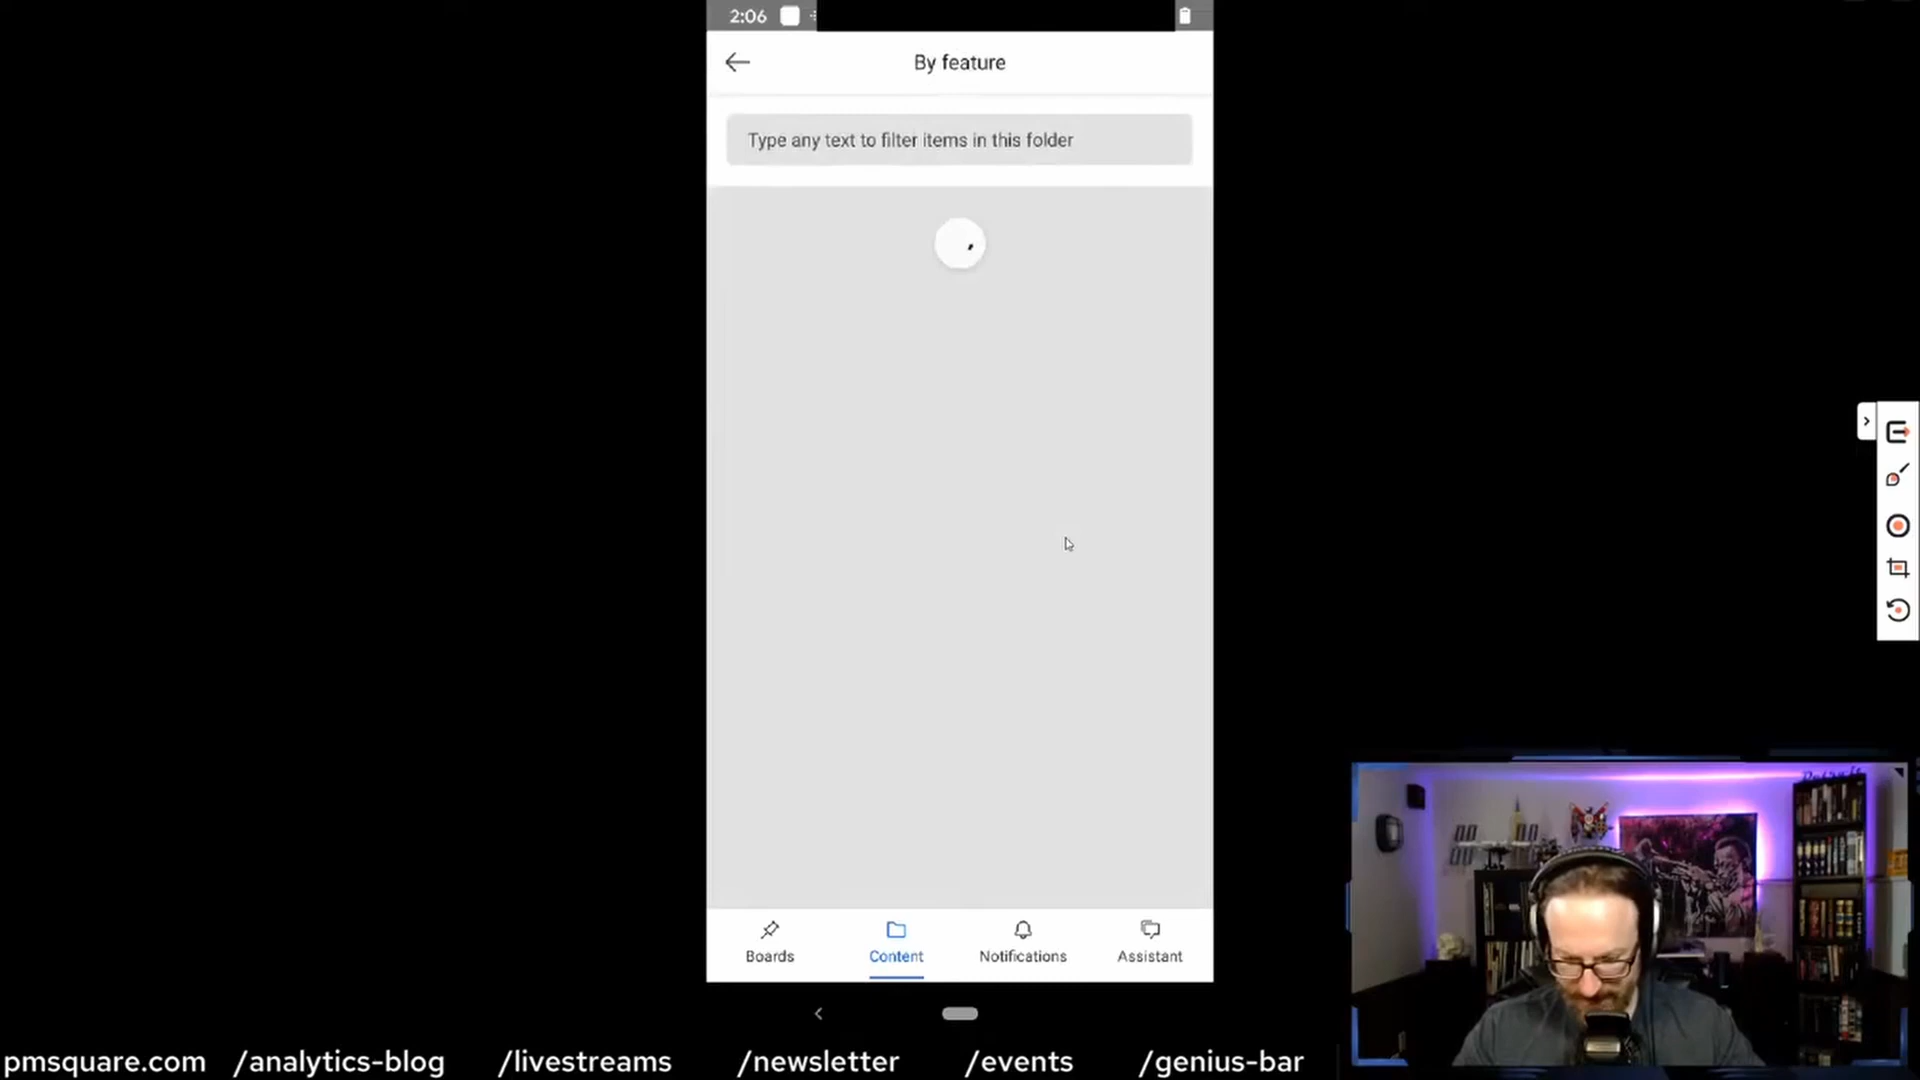 2:06
By feature
Type any text to filter items in this folder
Boards
Content
Notifications
Assistant
pmsquare.com /analytics-blog /livestreams /newsletter /events /genius-bar